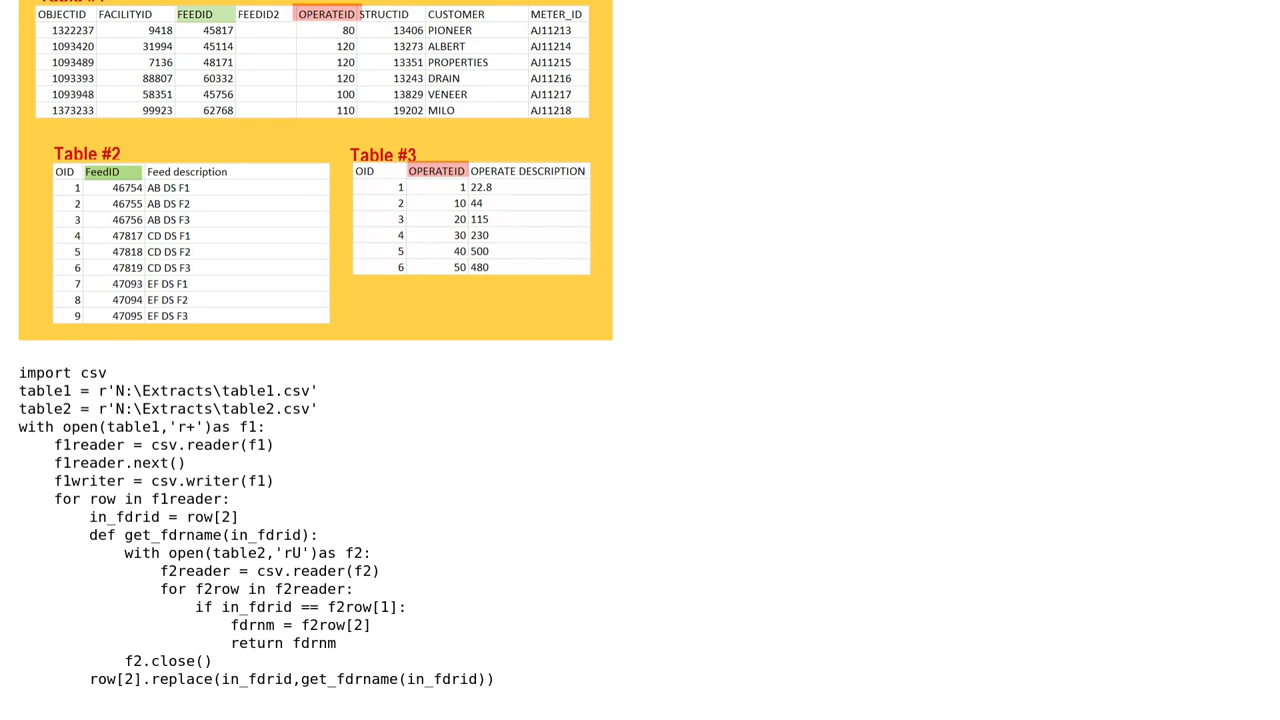 OBJECTID FACILITYID FEEDID FEEDID2 OPERATEID STRUCTID CUSTOMER METER_ID
1322237 9418 45817 80 13406 PIONEER AJ11213
1093420 31994 45114 120 13273 ALBERT AJ11214
1093489 7136 48171 120 13351 PROPERTIES AJ11215
1093393 88807 60332 120 13243 DRAIN AJ11216
1093948 58351 45756 100 13829 VENEER AJ11217
1373233 99923 62768 110 19202 MILO AJ11218
Table #2
OID FeedID Feed description
1 46754 AB DS F1
2 46755 AB DS F2
3 46756 AB DS F3
4 47817 CD DS F1
5 47818 CD DS F2
6 47819 CD DS F3
7 47093 EF DS F1
8 47094 EF DS F2
9 47095 EF DS F3
Table #3
OID OPERATEID OPERATE DESCRIPTION
1 1 22.8
2 10 44
3 20 115
4 30 230
5 40 500
6 50 480
import csv
table1 = r'N:\Extracts\table1.csv'
table2 = r'N:\Extracts\table2.csv'
with open(table1,'r+')as f1:
    f1reader = csv.reader(f1)
    f1reader.next()
    f1writer = csv.writer(f1)
    for row in f1reader:
        in_fdrid = row[2]
        def get_fdrname(in_fdrid):
            with open(table2,'rU')as f2:
                f2reader = csv.reader(f2)
                for f2row in f2reader:
                    if in_fdrid == f2row[1]:
                        fdrnm = f2row[2]
                        return fdrnm
            f2.close()
        row[2].replace(in_fdrid,get_fdrname(in_fdrid))